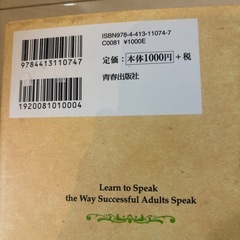 ISBN978-4-413-11074-7
C0081 ¥1000E
定価：本体1000円＋税
青春出版社
9784413110747
1920081010004
Learn to Speak
the Way Successful Adults Speak